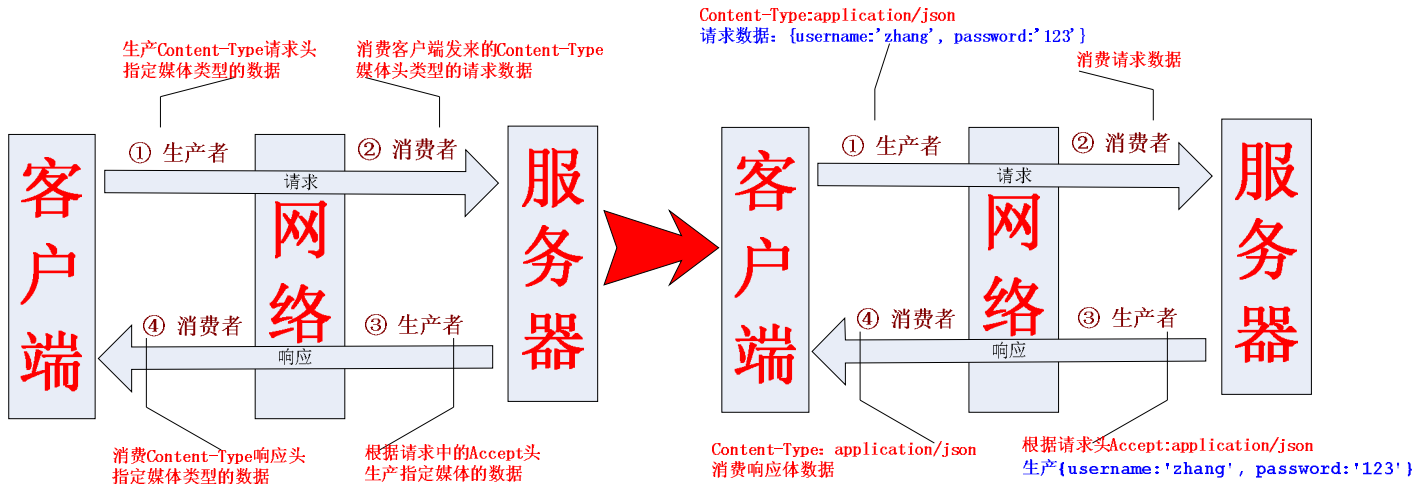 Content-Type:application/json
请求数据：{username:'zhang', password:'123'}
生产Content-Type请求头
指定媒体类型的数据
消费客户端发来的Content-Type
媒体头类型的请求数据
消费请求数据
① 生产者
② 消费者
① 生产者
② 消费者
请求
请求
客户端
网络
服务器
客户端
网络
服务器
④ 消费者
③ 生产者
④ 消费者
③ 生产者
响应
响应
消费Content-Type响应头
指定媒体类型的数据
根据请求中的Accept头
生产指定媒体的数据
Content-Type：application/json
消费响应体数据
根据请求头Accept:application/json
生产{username:'zhang', password:'123'}